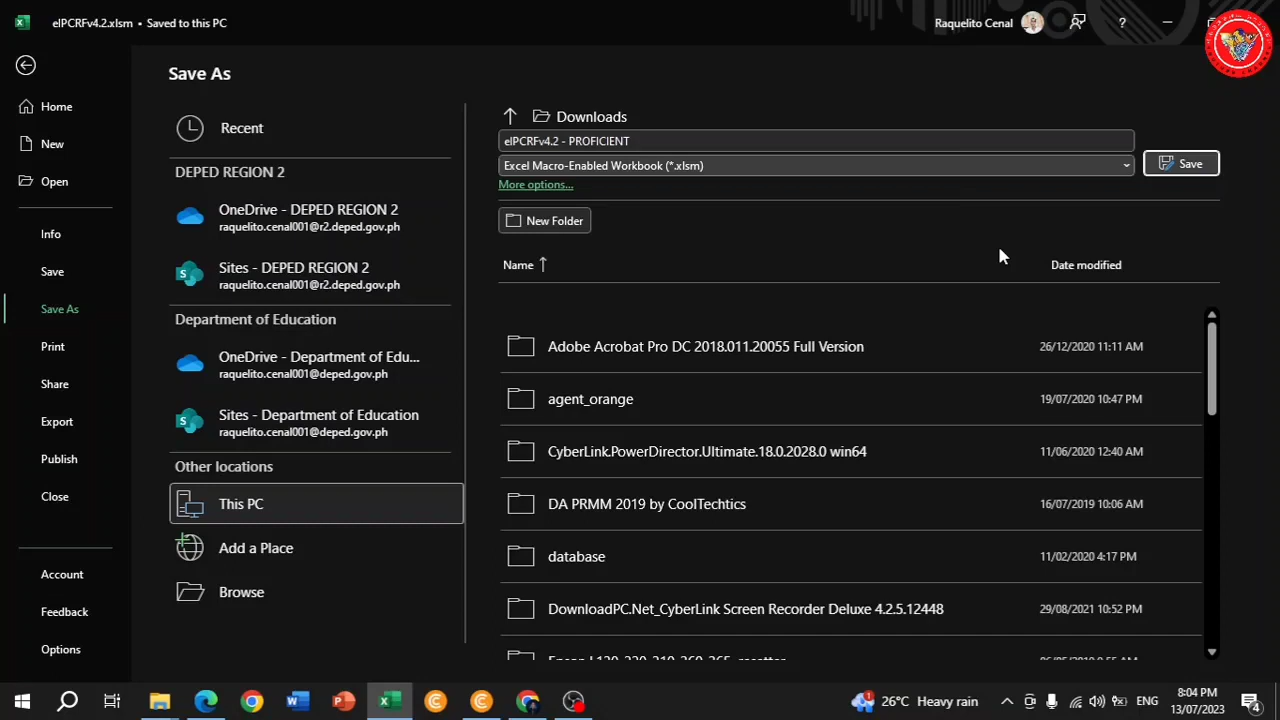 eIPCRFv4.2.xlsm • Saved to this PC
Raquelito Cenal
?
Save As
Home
New
Open
Info
Save
Save As
Print
Share
Export
Publish
Close
Account
Feedback
Options
Recent
DEPED REGION 2
OneDrive - DEPED REGION 2
raquelito.cenal001@r2.deped.gov.ph
Sites - DEPED REGION 2
raquelito.cenal001@r2.deped.gov.ph
Department of Education
OneDrive - Department of Edu...
raquelito.cenal001@deped.gov.ph
Sites - Department of Education
raquelito.cenal001@deped.gov.ph
Other locations
This PC
Add a Place
Browse
Downloads
eIPCRFv4.2 - PROFICIENT
Excel Macro-Enabled Workbook (*.xlsm)
Save
More options...
New Folder
Name Date modified
Adobe Acrobat Pro DC 2018.011.20055 Full Version 26/12/2020 11:11 AM
agent_orange 19/07/2020 10:47 PM
CyberLink.PowerDirector.Ultimate.18.0.2028.0 win64 11/06/2020 12:40 AM
DA PRMM 2019 by CoolTechtics 16/07/2019 10:06 AM
database 11/02/2020 4:17 PM
DownloadPC.Net_CyberLink Screen Recorder Deluxe 4.2.5.12448 29/08/2021 10:52 PM
26°C Heavy rain
ENG
8:04 PM
13/07/2023
4